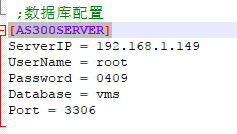 ;数据库配置
[AS300SERVER]
ServerIP = 192.168.1.149
UserName = root
Password = 0409
Database = vms
Port = 3306